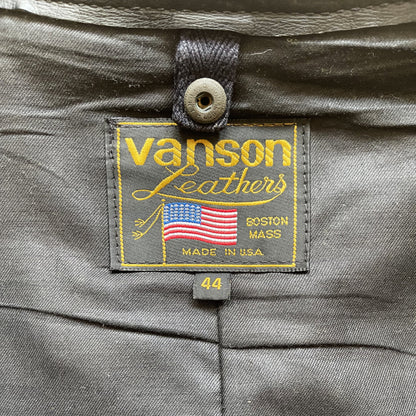 vanson
Leathers
BOSTON
MASS
MADE IN U.S.A.
44